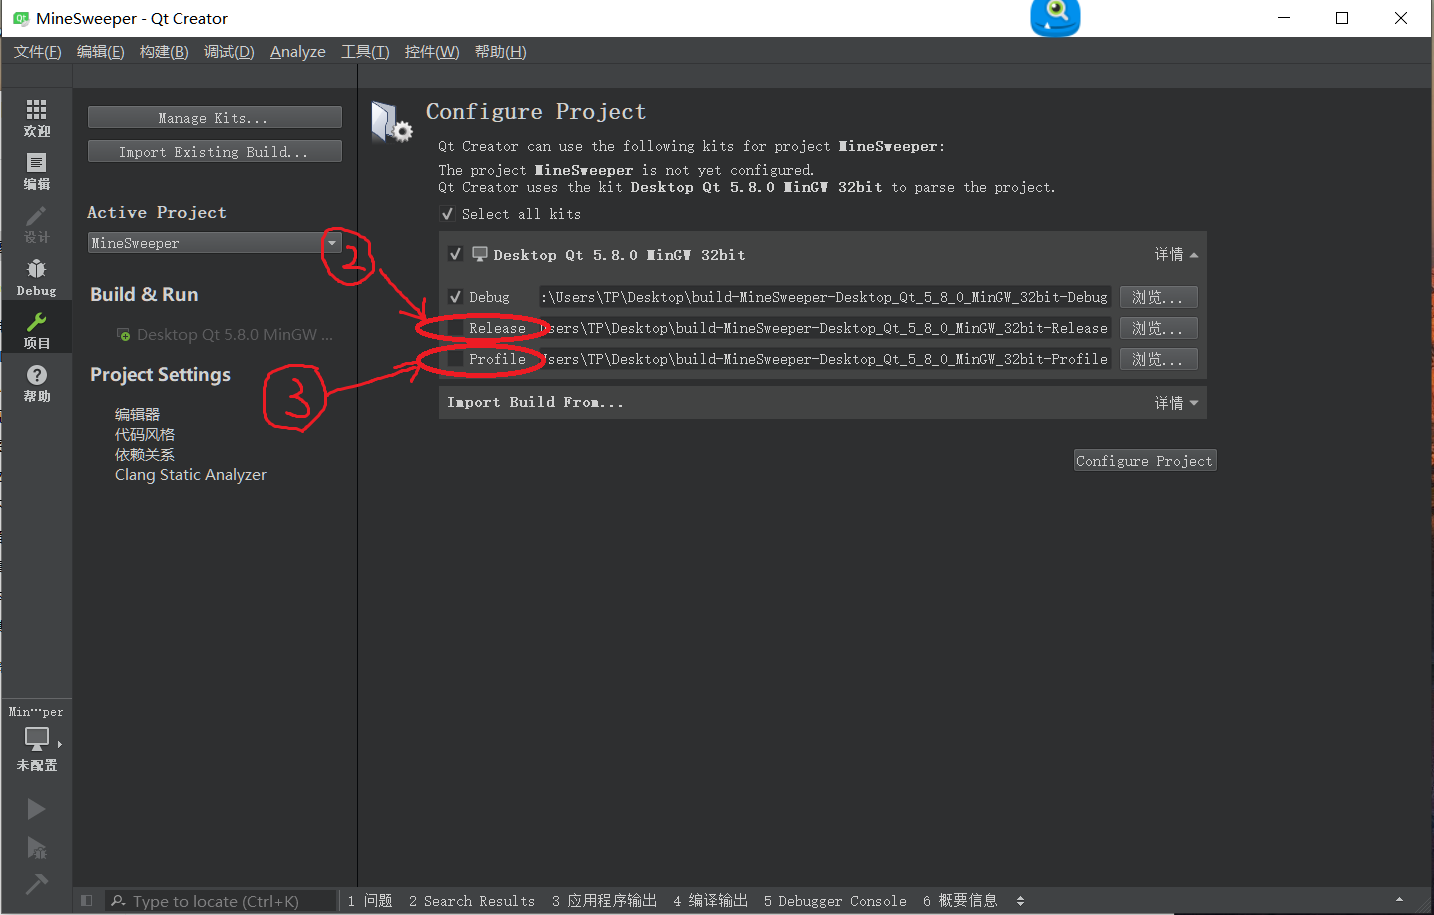 MineSweeper - Qt Creator
文件(F) 编辑(E) 构建(B) 调试(D) Analyze 工具(T) 控件(W) 帮助(H)
欢迎
编辑
设计
Debug
项目
帮助
Min···per
未配置
Manage Kits...
Import Existing Build...
Active Project
MineSweeper
Build & Run
Desktop Qt 5.8.0 MinGW ...
Project Settings
编辑器
代码风格
依赖关系
Clang Static Analyzer
2
3
Configure Project
Qt Creator can use the following kits for project MineSweeper:
The project MineSweeper is not yet configured.
Qt Creator uses the kit Desktop Qt 5.8.0 MinGW 32bit to parse the project.
Select all kits
Desktop Qt 5.8.0 MinGW 32bit 详情
Debug :\Users\TP\Desktop\build-MineSweeper-Desktop_Qt_5_8_0_MinGW_32bit-Debug 浏览...
Release sers\TP\Desktop\build-MineSweeper-Desktop_Qt_5_8_0_MinGW_32bit-Release 浏览...
Profile sers\TP\Desktop\build-MineSweeper-Desktop_Qt_5_8_0_MinGW_32bit-Profile 浏览...
Import Build From... 详情
Configure Project
Type to locate (Ctrl+K) 1 问题 2 Search Results 3 应用程序输出 4 编译输出 5 Debugger Console 6 概要信息